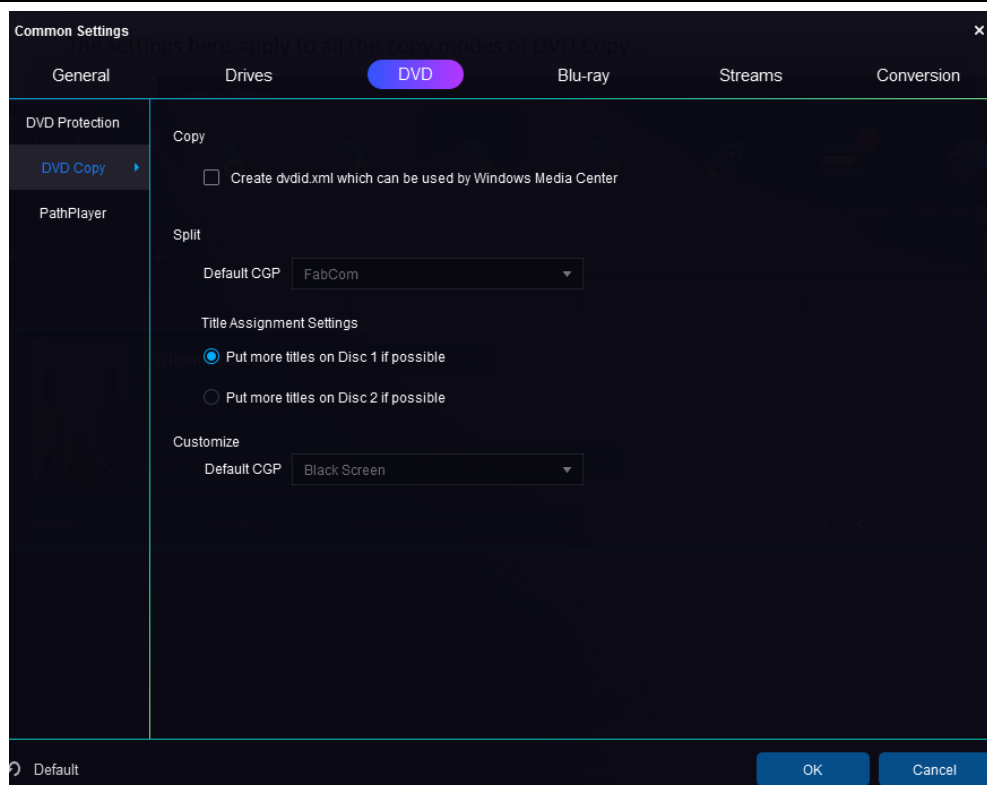 Common Settings
The settings here apply to all the copy modes of DVD Copy.
General Drives DVD Blu-ray Streams Conversion
DVD Protection
DVD Copy
PathPlayer
Copy
Create dvdid.xml which can be used by Windows Media Center
Split
Default CGP FabCom
Title Assignment Settings
Put more titles on Disc 1 if possible
Put more titles on Disc 2 if possible
Customize
Default CGP Black Screen
Default
OK Cancel